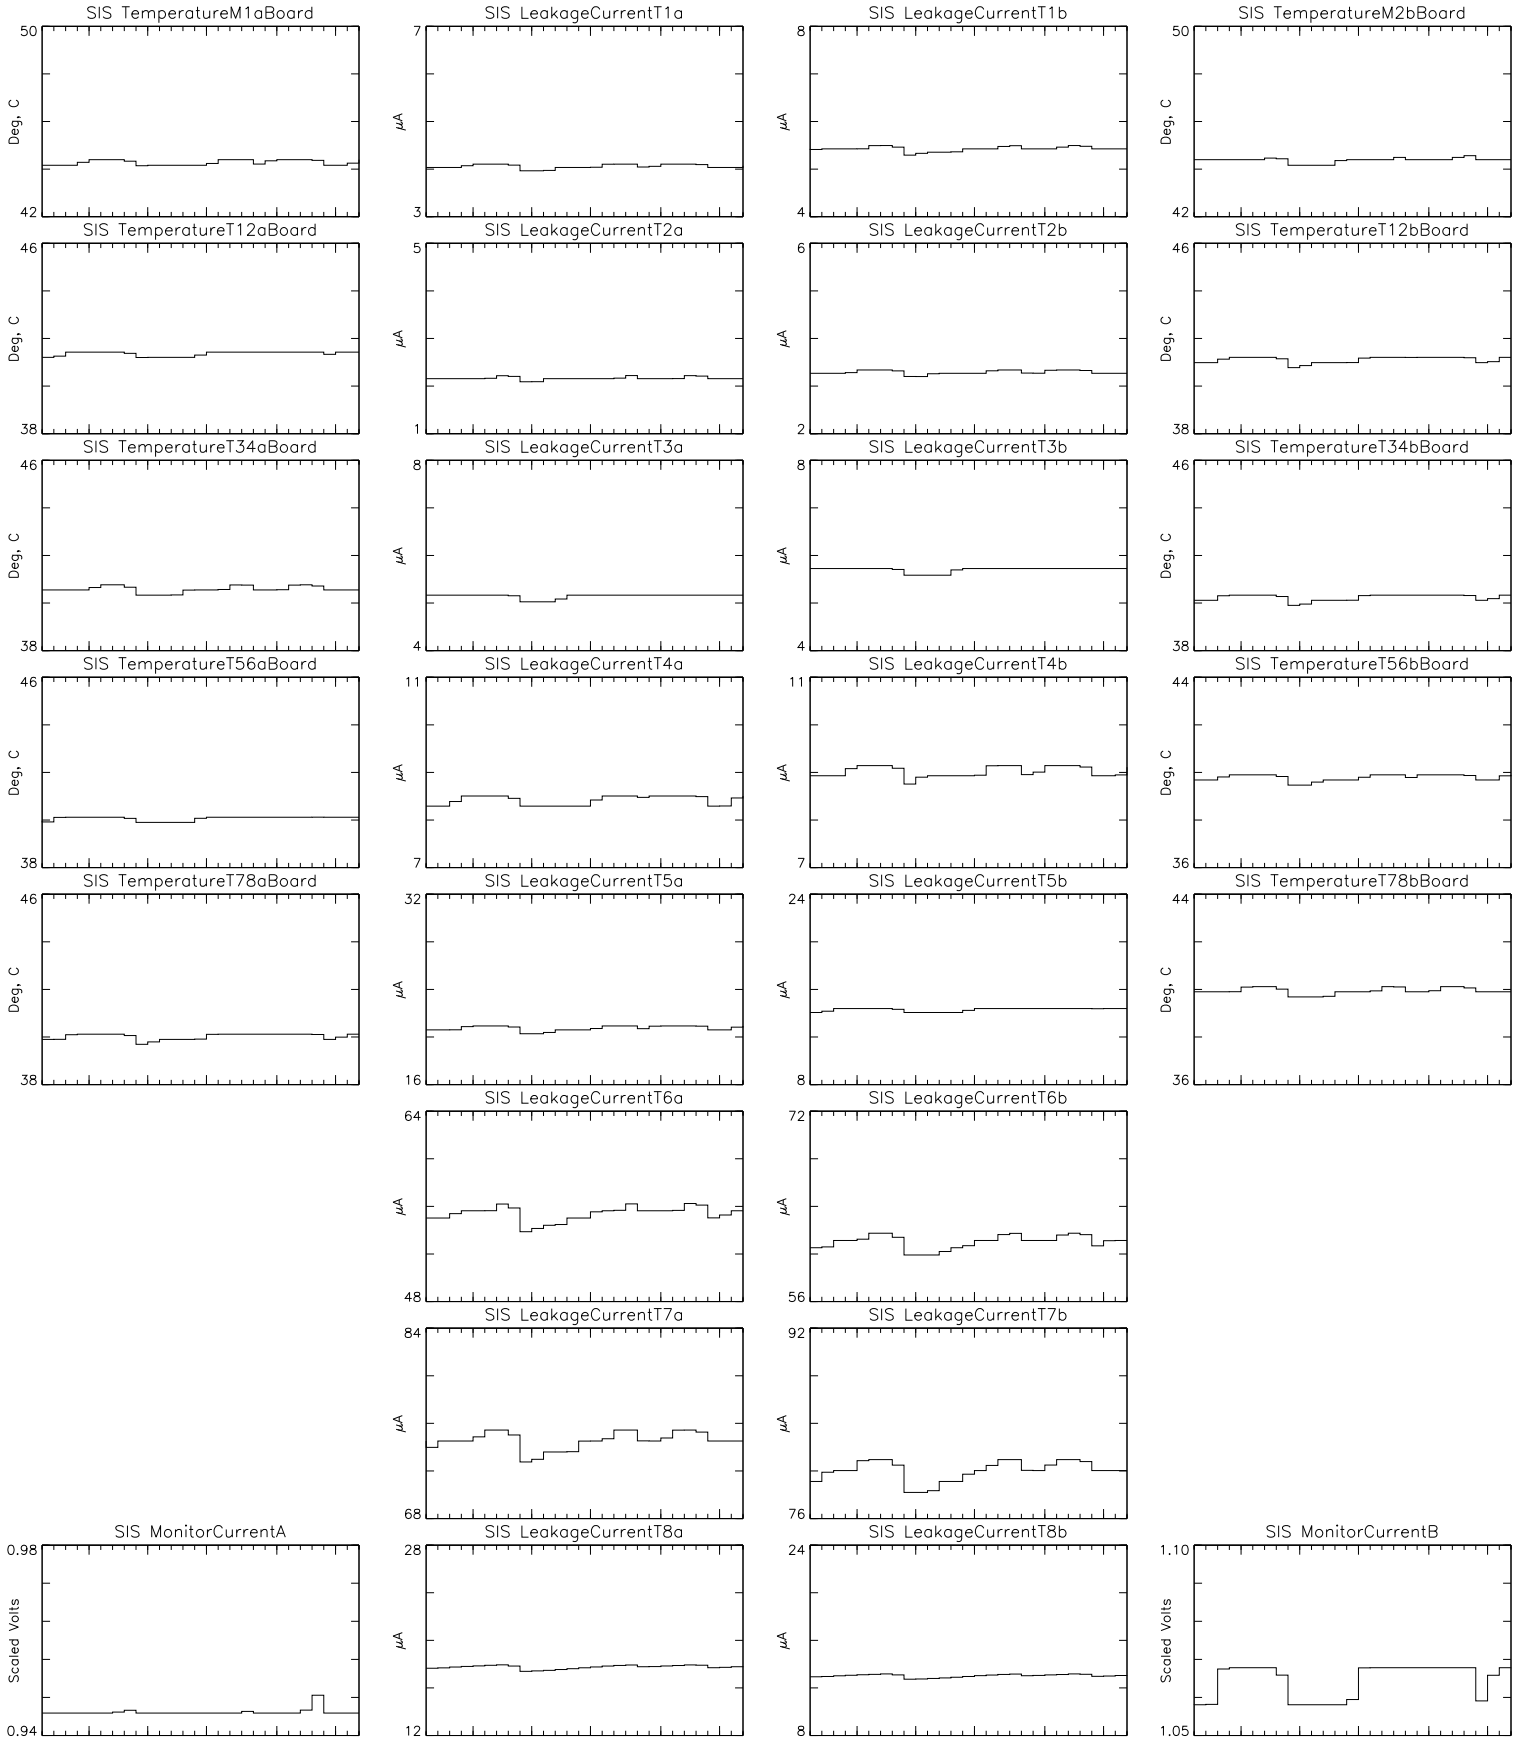 SIS TemperatureM1aBoard
50
Deg, C
42
SIS LeakageCurrentT1a
7
μA
3
SIS LeakageCurrentT1b
8
μA
4
SIS TemperatureM2bBoard
50
Deg, C
42
SIS TemperatureT12aBoard
46
Deg, C
38
SIS LeakageCurrentT2a
5
μA
1
SIS LeakageCurrentT2b
6
μA
2
SIS TemperatureT12bBoard
46
Deg, C
38
SIS TemperatureT34aBoard
46
Deg, C
38
SIS LeakageCurrentT3a
8
μA
4
SIS LeakageCurrentT3b
8
μA
4
SIS TemperatureT34bBoard
46
Deg, C
38
SIS TemperatureT56aBoard
46
Deg, C
38
SIS LeakageCurrentT4a
11
μA
7
SIS LeakageCurrentT4b
11
μA
7
SIS TemperatureT56bBoard
44
Deg, C
36
SIS TemperatureT78aBoard
46
Deg, C
38
SIS LeakageCurrentT5a
32
μA
16
SIS LeakageCurrentT5b
24
μA
8
SIS TemperatureT78bBoard
44
Deg, C
36
SIS LeakageCurrentT6a
64
μA
48
SIS LeakageCurrentT6b
72
μA
56
SIS LeakageCurrentT7a
84
μA
68
SIS LeakageCurrentT7b
92
μA
76
SIS MonitorCurrentA
0.98
Scaled Volts
0.94
SIS LeakageCurrentT8a
28
μA
12
SIS LeakageCurrentT8b
24
μA
8
SIS MonitorCurrentB
1.10
Scaled Volts
1.05